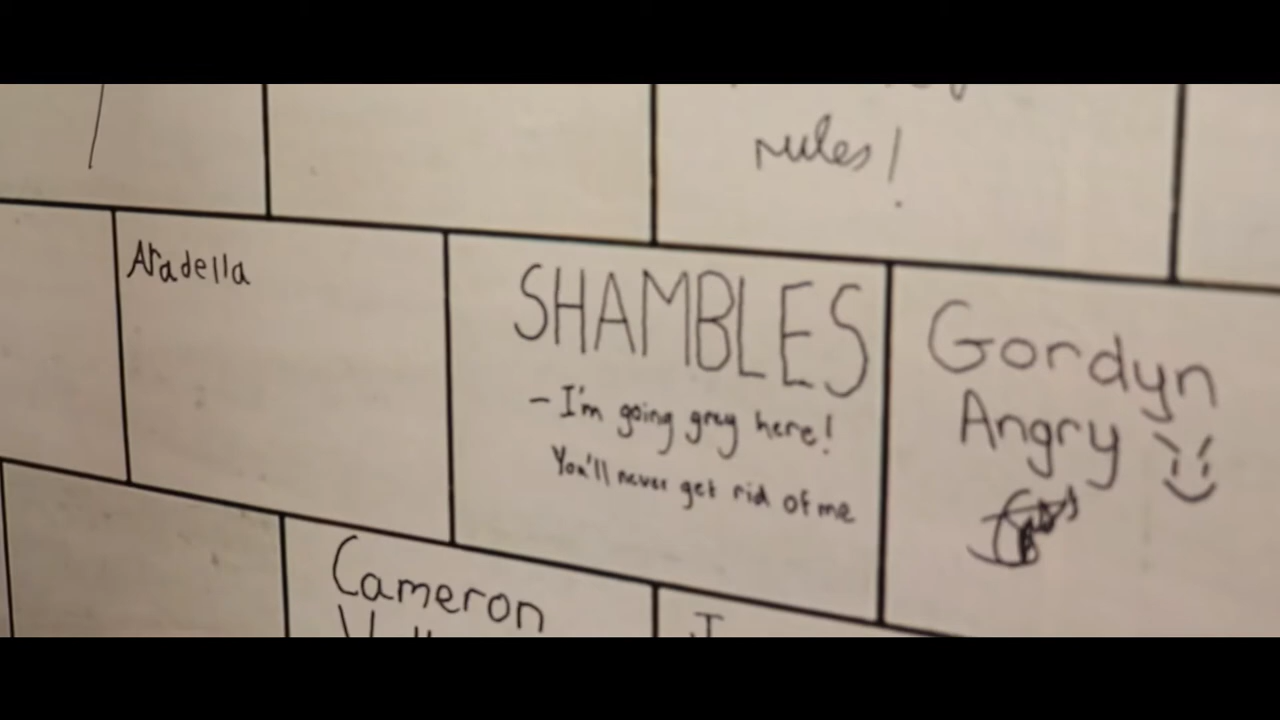 rules!
Aradella
SHAMBLES
- I'm going grey here!
You'll never get rid of me
Gordyn
Angry
Cameron